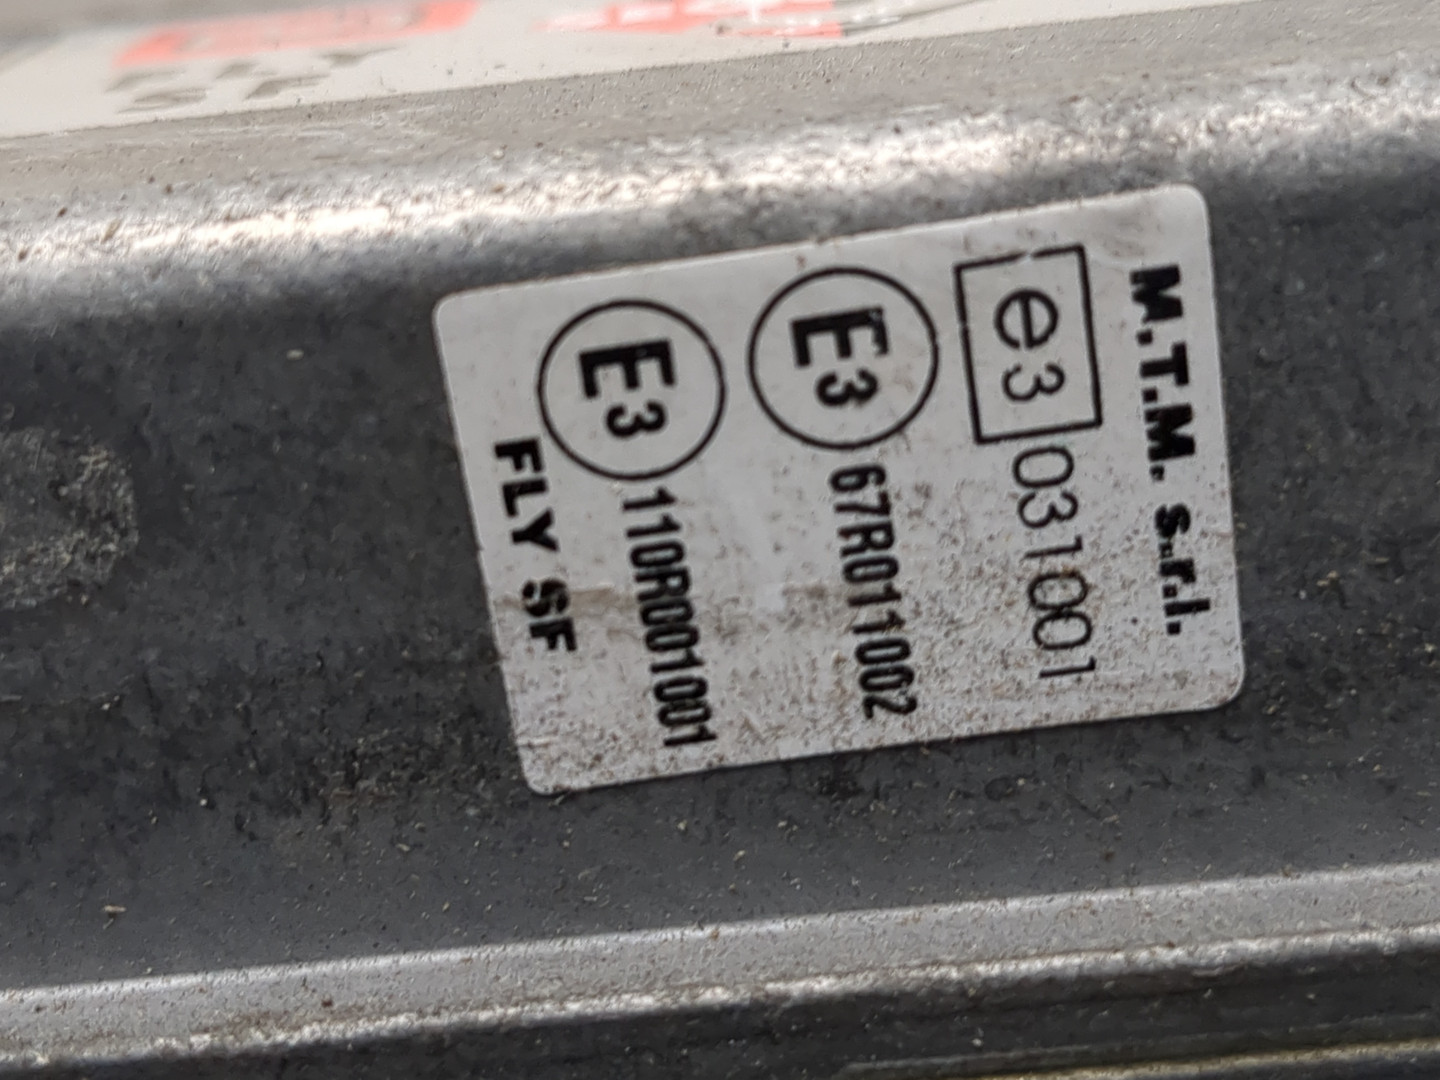 M.T.M. s.r.l.
e3 031001
E3 67R011002
E3 110R001001
FLY SF